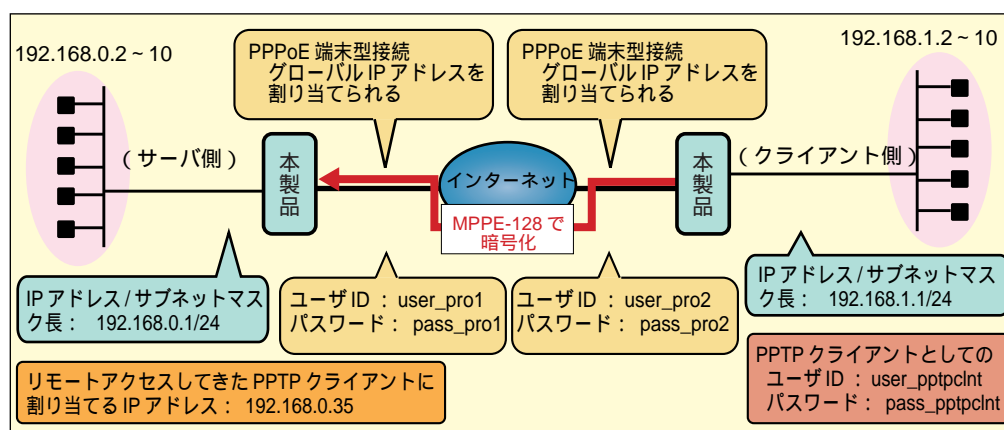 192.168.0.2 ~ 10
PPPoE 端末型接続
グローバル IP アドレスを
割り当てられる
PPPoE 端末型接続
グローバル IP アドレスを
割り当てられる
192.168.1.2 ~ 10
（サーバ側）
本製品
インターネット
本製品
（クライアント側）
MPPE-128 で
暗号化
IP アドレス / サブネットマス
ク長： 192.168.0.1/24
ユーザ ID ： user_pro1
パスワード： pass_pro1
ユーザ ID ： user_pro2
パスワード： pass_pro2
IP アドレス / サブネットマス
ク長： 192.168.1.1/24
リモートアクセスしてきた PPTP クライアントに
割り当てる IP アドレス： 192.168.0.35
PPTP クライアントとしての
ユーザ ID ： user_pptpclnt
パスワード： pass_pptpclnt